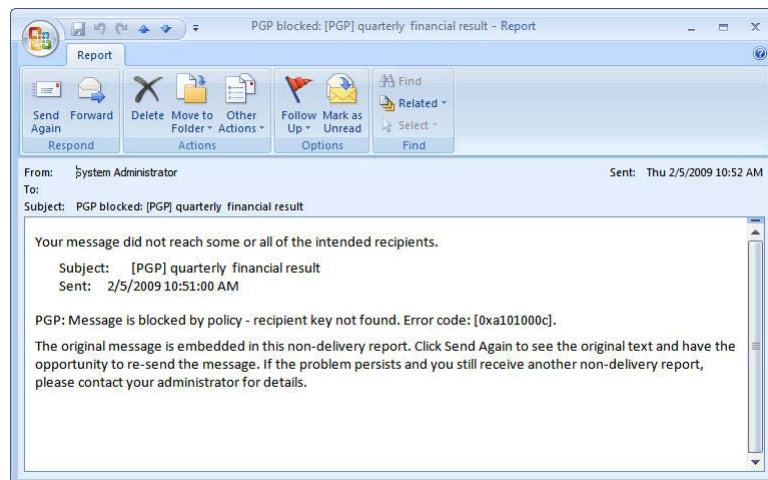 PGP blocked: [PGP] quarterly financial result - Report
Report
Send Again
Forward
Delete
Move to Folder
Other Actions
Follow Up
Mark as Unread
Find
Related
Select
Respond
Actions
Options
Find
From: System Administrator
Sent: Thu 2/5/2009 10:52 AM
To:
Subject: PGP blocked: [PGP] quarterly financial result
Your message did not reach some or all of the intended recipients.
Subject: [PGP] quarterly financial result
Sent: 2/5/2009 10:51:00 AM
PGP: Message is blocked by policy - recipient key not found. Error code: [0xa101000c].
The original message is embedded in this non-delivery report. Click Send Again to see the original text and have the
opportunity to re-send the message. If the problem persists and you still receive another non-delivery report,
please contact your administrator for details.